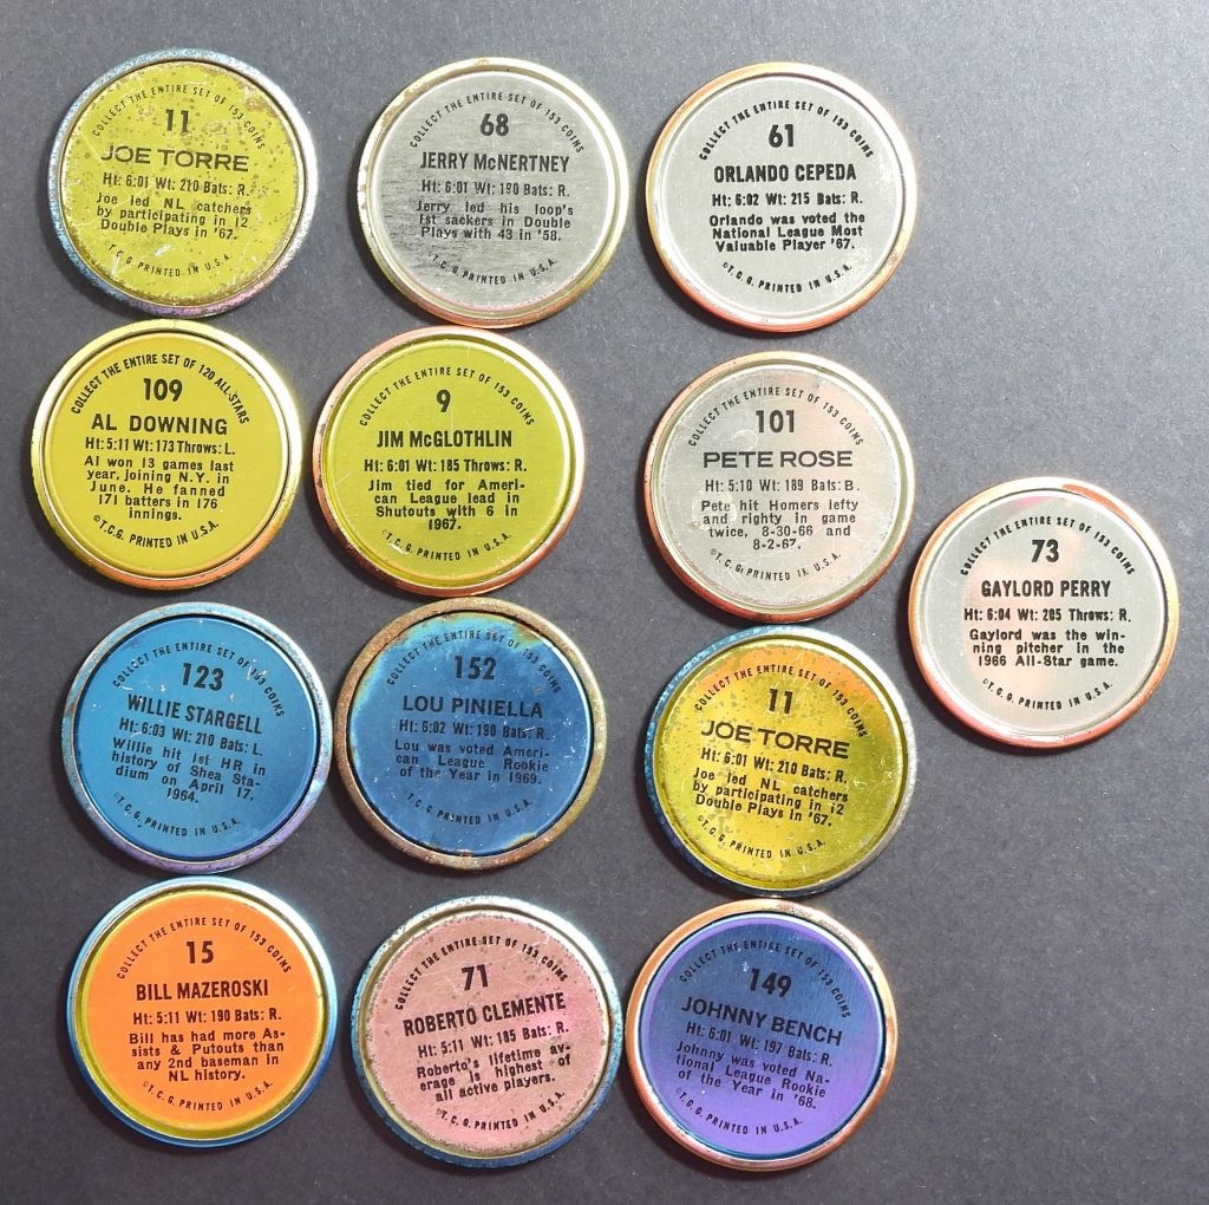 COLLECT THE ENTIRE SET OF 153 COINS
11
JOE TORRE
Ht: 6:01 Wt: 210 Bats: R.
Joe led NL catchers
by participating in 12
Double Plays in '67.
©T.C.G. PRINTED IN U.S.A.
COLLECT THE ENTIRE SET OF 153 COINS
68
JERRY McNERTNEY
Ht: 6:01 Wt: 190 Bats: R.
Jerry led his loop's
1st sackers in Double
Plays with 43 in '58.
©T.C.G. PRINTED IN U.S.A.
COLLECT THE ENTIRE SET OF 153 COINS
61
ORLANDO CEPEDA
Ht: 6:02 Wt: 215 Bats: R.
Orlando was voted the
National League Most
Valuable Player '67.
©T.C.G. PRINTED IN U.S.A.
COLLECT THE ENTIRE SET OF 120 ALL-STARS
109
AL DOWNING
Ht: 5:11 Wt: 173 Throws: L.
Al won 13 games last
year, joining N.Y. in
June. He fanned
171 batters in 176
innings.
©T.C.G. PRINTED IN U.S.A.
COLLECT THE ENTIRE SET OF 153 COINS
9
JIM McGLOTHLIN
Ht: 6:01 Wt: 185 Throws: R.
Jim tied for Ameri-
can League lead in
Shutouts with 6 in
1967.
©T.C.G. PRINTED IN U.S.A.
COLLECT THE ENTIRE SET OF 153 COINS
101
PETE ROSE
Ht: 5:10 Wt: 189 Bats: B.
Pete hit Homers lefty
and righty in game
twice, 8-30-66 and
8-2-67.
©T.C.G. PRINTED IN U.S.A.
COLLECT THE ENTIRE SET OF 153 COINS
73
GAYLORD PERRY
Ht: 6:04 Wt: 205 Throws: R.
Gaylord was the win-
ning pitcher in the
1966 All-Star game.
©T.C.G. PRINTED IN U.S.A.
COLLECT THE ENTIRE SET OF 153 COINS
123
WILLIE STARGELL
Ht: 6:03 Wt: 210 Bats: L.
Willie hit 1st HR in
history of Shea Sta-
dium on April 17,
1964.
©T.C.G. PRINTED IN U.S.A.
COLLECT THE ENTIRE SET OF 153 COINS
152
LOU PINIELLA
Ht: 6:02 Wt: 190 Bats: R.
Lou was voted Ameri-
can League Rookie
of the Year in 1969.
©T.C.G. PRINTED IN U.S.A.
COLLECT THE ENTIRE SET OF 153 COINS
11
JOE TORRE
Ht: 6:01 Wt: 210 Bats: R.
Joe led NL catchers
by participating in 12
Double Plays in '67.
©T.C.G. PRINTED IN U.S.A.
COLLECT THE ENTIRE SET OF 153 COINS
15
BILL MAZEROSKI
Ht: 5:11 Wt: 190 Bats: R.
Bill has had more As-
sists & Putouts than
any 2nd baseman in
NL history.
©T.C.G. PRINTED IN U.S.A.
COLLECT THE ENTIRE SET OF 153 COINS
71
ROBERTO CLEMENTE
Ht: 5:11 Wt: 185 Bats: R.
Roberto's lifetime av-
erage is highest of
all active players.
©T.C.G. PRINTED IN U.S.A.
COLLECT THE ENTIRE SET OF 153 COINS
149
JOHNNY BENCH
Ht: 6:01 Wt: 197 Bats: R.
Johnny was voted Na-
tional League Rookie
of the Year in '68.
©T.C.G. PRINTED IN U.S.A.